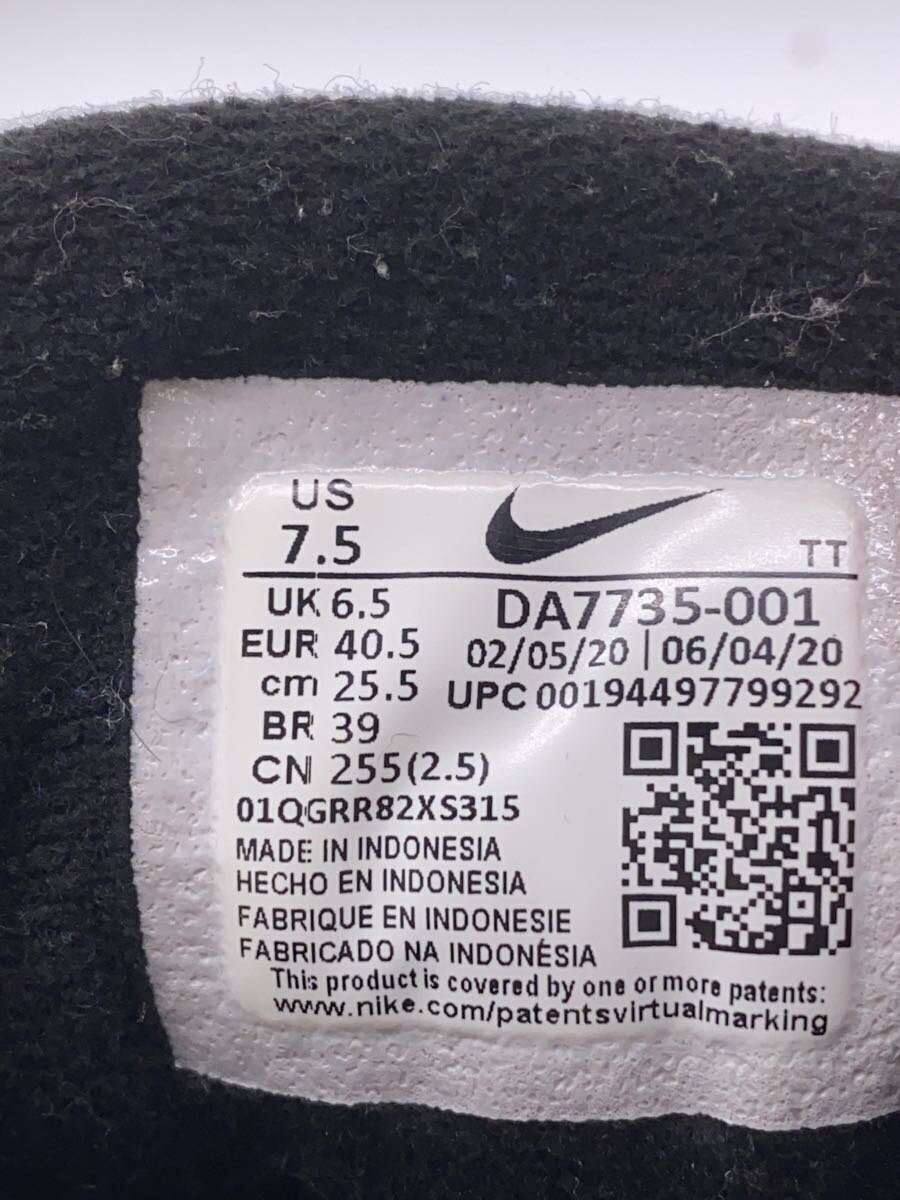 US
7.5
TT
UK 6.5
EUR 40.5
cm 25.5
BR 39
CN 255(2.5)
DA7735-001
02/05/20 | 06/04/20
UPC 00194497799292
01QGRR82XS315
MADE IN INDONESIA
HECHO EN INDONESIA
FABRIQUE EN INDONESIE
FABRICADO NA INDONÉSIA
This product is covered by one or more patents:
www.nike.com/patentsvirtualmarking